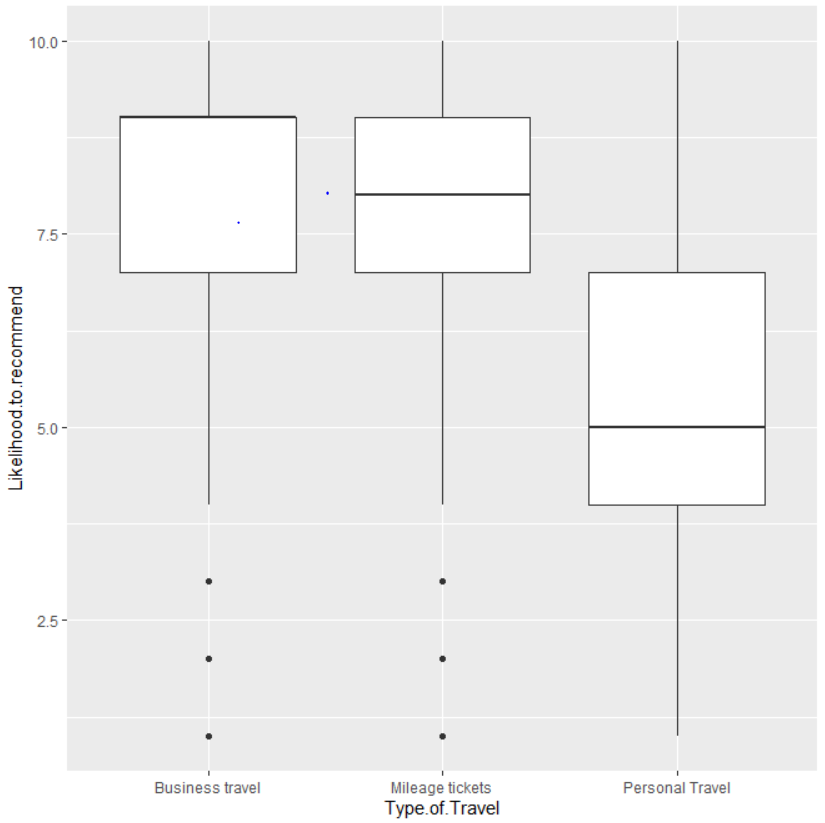 10.0
7.5
5.0
2.5
Likelihood.to.recommend
Business travel
Mileage tickets
Personal Travel
Type.of.Travel